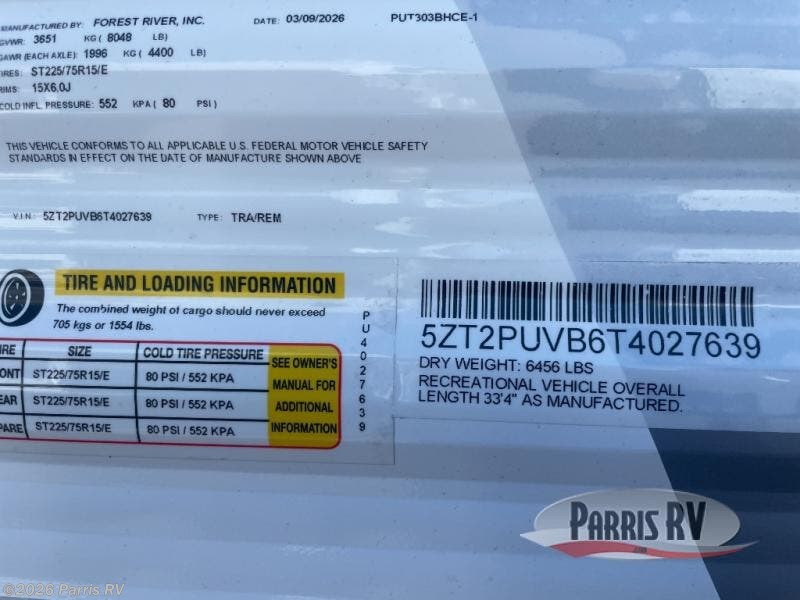 MANUFACTURED BY: FOREST RIVER, INC. DATE: 03/09/2026 PUT303BHCE-1
GVWR: 3651 KG ( 8048 LB)
GAWR (EACH AXLE) : 1996 KG ( 4400 LB)
TIRES: ST225/75R15/E
RIMS: 15X6.0J
COLD INFL. PRESSURE: 552 KPA ( 80 PSI )
THIS VEHICLE CONFORMS TO ALL APPLICABLE U.S. FEDERAL MOTOR VEHICLE SAFETY
STANDARDS IN EFFECT ON THE DATE OF MANUFACTURE SHOWN ABOVE
V.I.N: 5ZT2PUVB6T4027639 TYPE: TRA/REM
TIRE AND LOADING INFORMATION
The combined weight of cargo should never exceed
705 kgs or 1554 lbs.
IRE SIZE COLD TIRE PRESSURE
ONT ST225/75R15/E 80 PSI / 552 KPA
EAR ST225/75R15/E 80 PSI / 552 KPA
PARE ST225/75R15/E 80 PSI / 552 KPA
SEE OWNER'S
MANUAL FOR
ADDITIONAL
INFORMATION
PU4027639
5ZT2PUVB6T4027639
DRY WEIGHT: 6456 LBS
RECREATIONAL VEHICLE OVERALL
LENGTH 33'4" AS MANUFACTURED.
PARRIS RV
.com
©2026 Parris RV